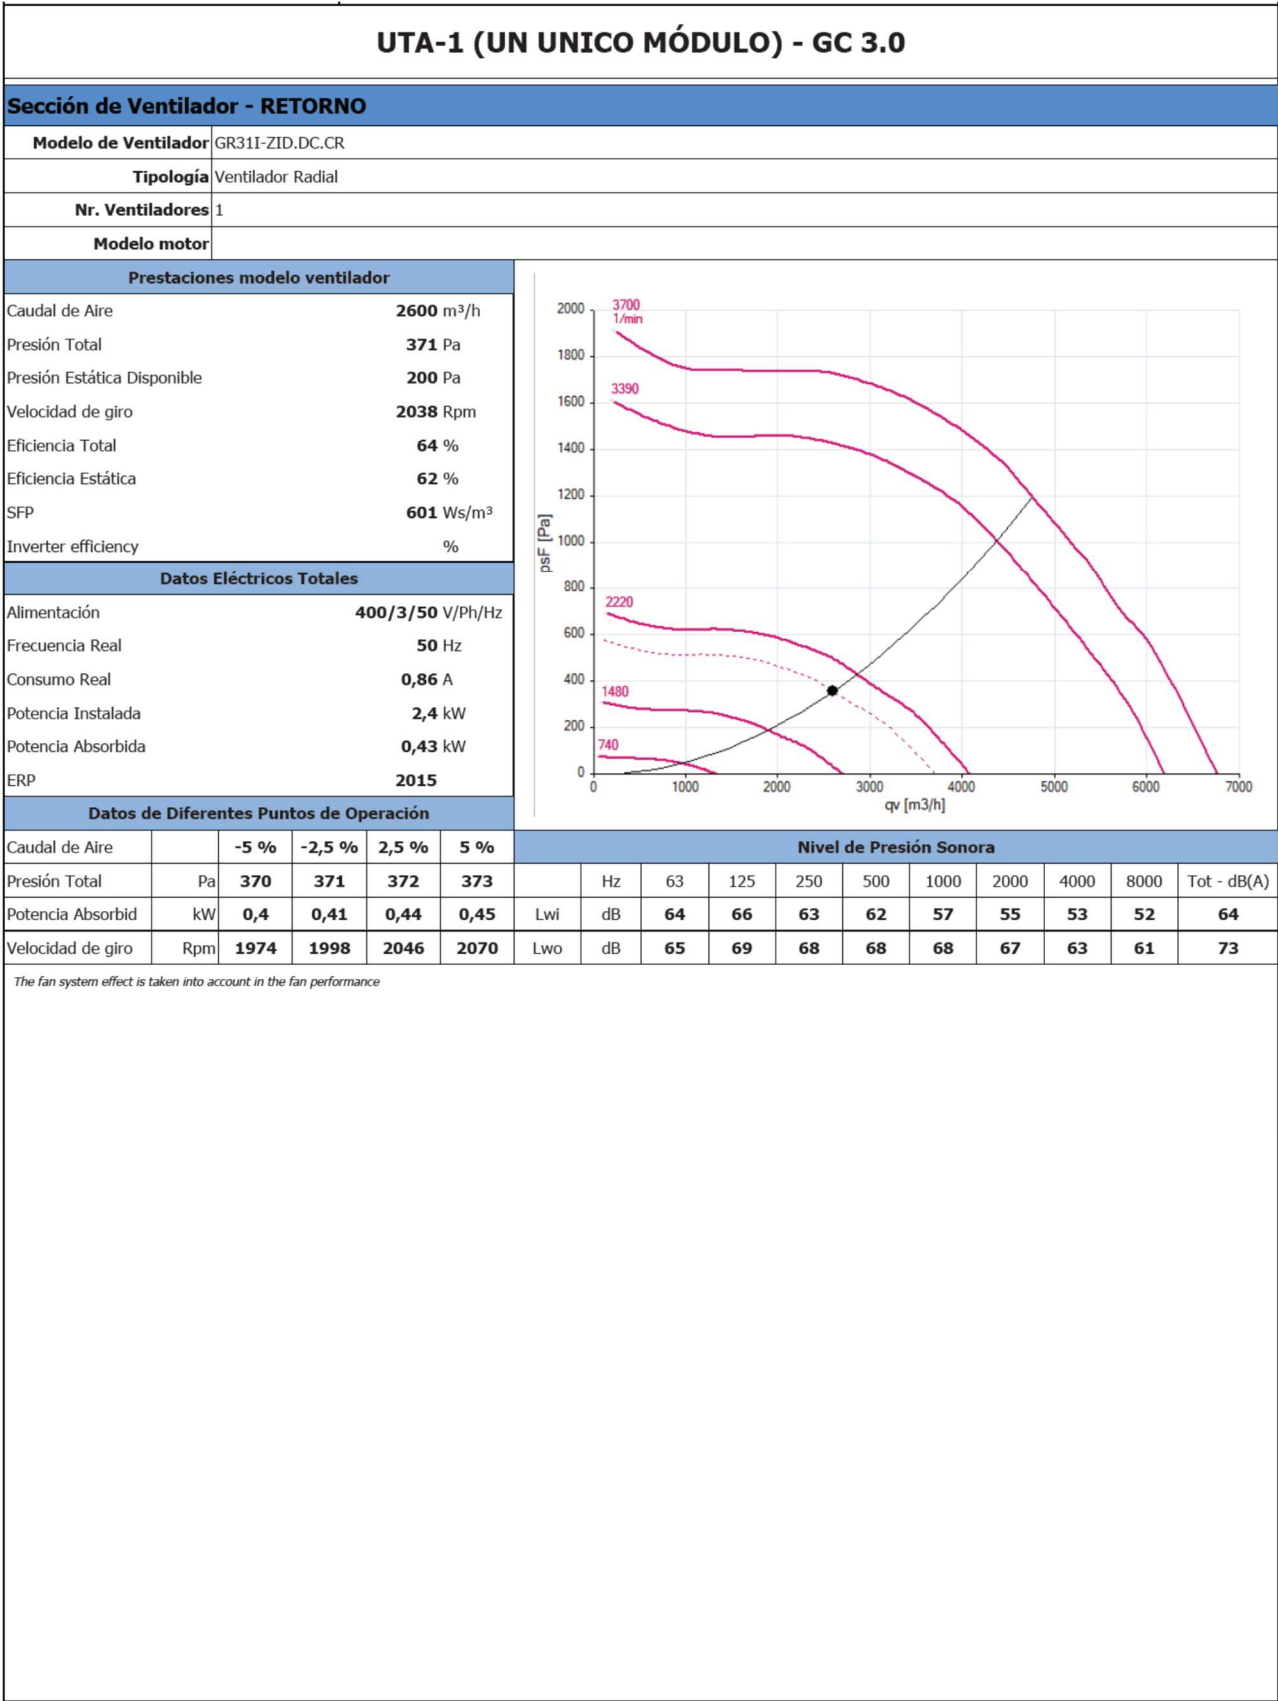 UTA-1 (UN UNICO MÓDULO) - GC 3.0
Sección de Ventilador - RETORNO
Modelo de Ventilador GR31I-ZID.DC.CR
Tipología Ventilador Radial
Nr. Ventiladores 1
Modelo motor
Prestaciones modelo ventilador
Caudal de Aire 2600 m³/h
Presión Total 371 Pa
Presión Estática Disponible 200 Pa
Velocidad de giro 2038 Rpm
Eficiencia Total 64 %
Eficiencia Estática 62 %
SFP 601 Ws/m³
Inverter efficiency %
Datos Eléctricos Totales
Alimentación 400/3/50 V/Ph/Hz
Frecuencia Real 50 Hz
Consumo Real 0,86 A
Potencia Instalada 2,4 kW
Potencia Absorbida 0,43 kW
ERP 2015
psF [Pa]
2000
1800
1600
1400
1200
1000
800
600
400
200
0
3700
1/min
3390
2220
1480
740
0 1000 2000 3000 4000 5000 6000 7000
qv [m3/h]
Datos de Diferentes Puntos de Operación
Caudal de Aire -5 % -2,5 % 2,5 % 5 %
Presión Total Pa 370 371 372 373
Potencia Absorbid kW 0,4 0,41 0,44 0,45
Velocidad de giro Rpm 1974 1998 2046 2070
Nivel de Presión Sonora
Hz 63 125 250 500 1000 2000 4000 8000 Tot - dB(A)
Lwi dB 64 66 63 62 57 55 53 52 64
Lwo dB 65 69 68 68 68 67 63 61 73
The fan system effect is taken into account in the fan performance